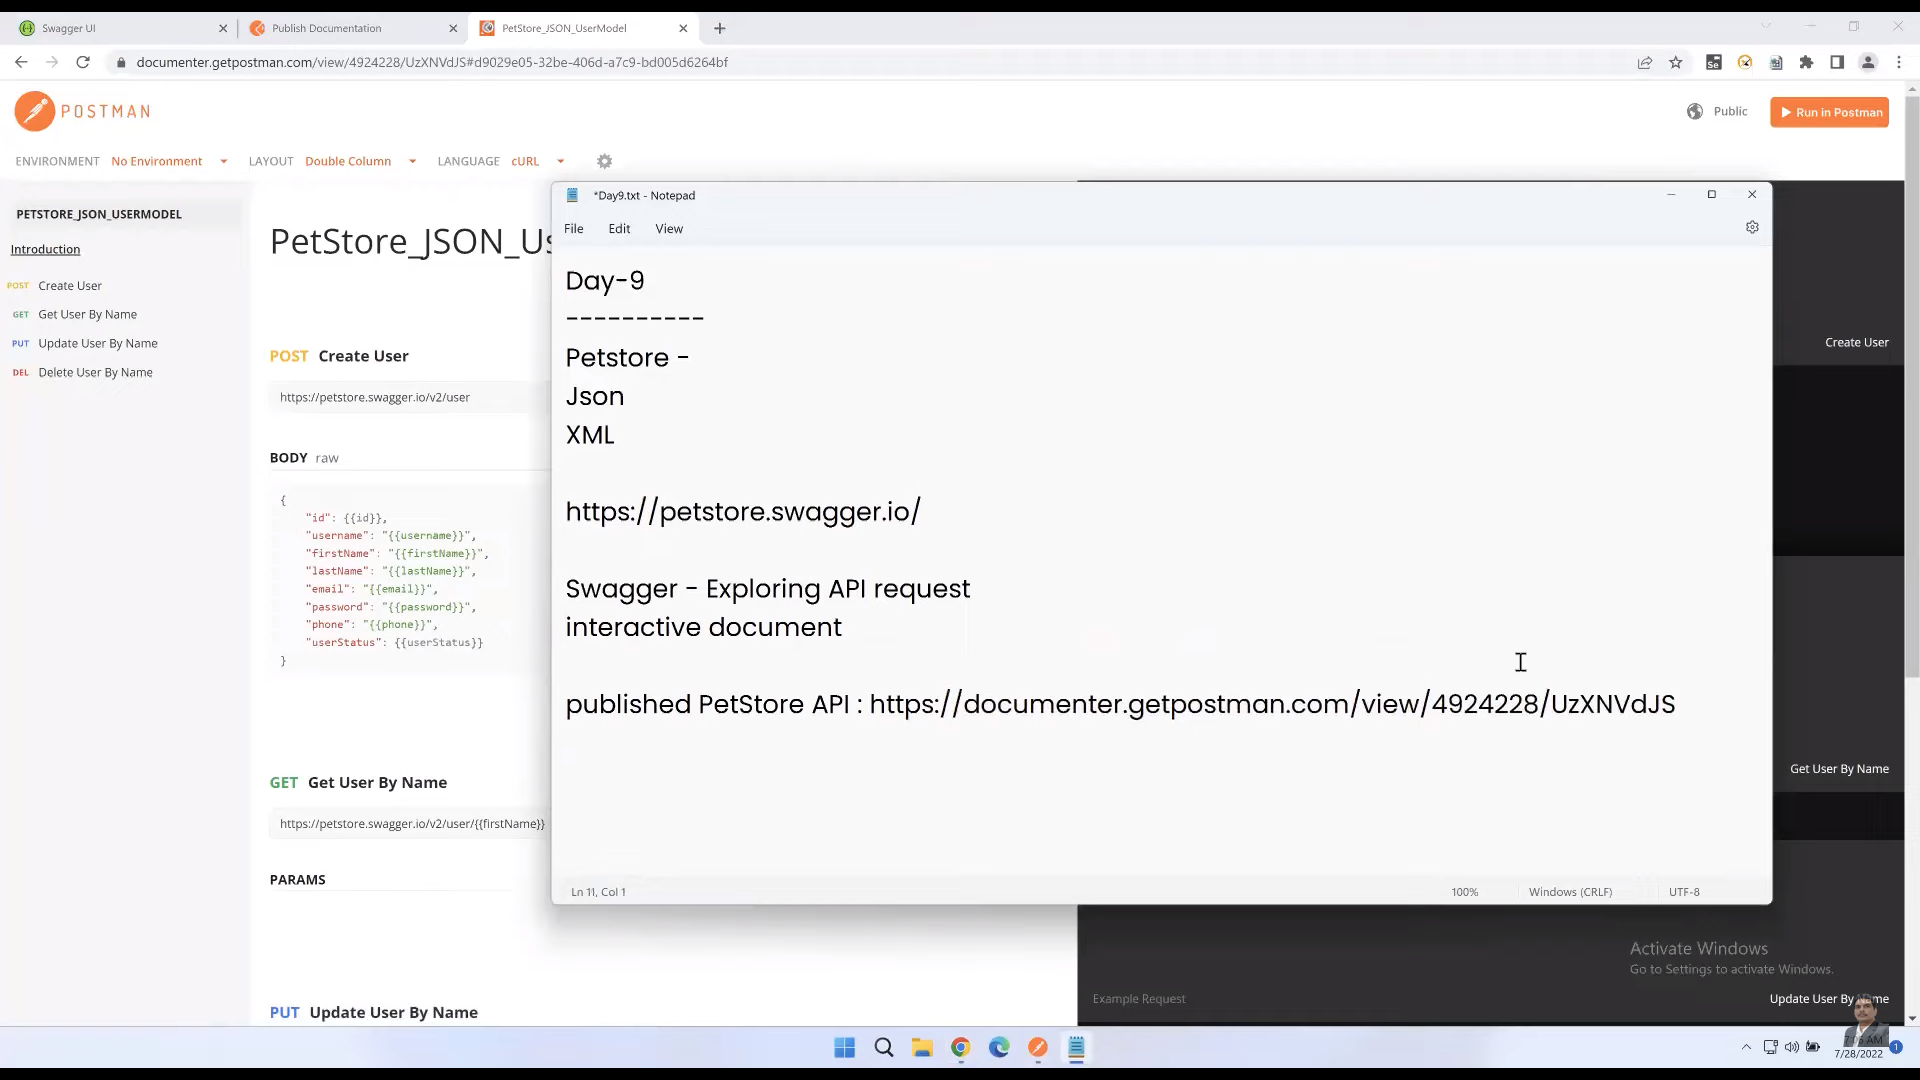 Swagger UI
Publish Documentation
PetStore_JSON_UserModel
documenter.getpostman.com/view/4924228/UzXNVdJS#d9029e05-32be-406d-a7c9-bd005d6264bf
POSTMAN
Public
Run in Postman
ENVIRONMENT No Environment LAYOUT Double Column LANGUAGE cURL
PETSTORE_JSON_USERMODEL
Introduction
POST Create User
GET Get User By Name
PUT Update User By Name
DEL Delete User By Name
PetStore_JSON_Us
POST Create User
https://petstore.swagger.io/v2/user
BODY raw
{
"id": {{id}},
"username": "{{username}}",
"firstName": "{{firstName}}",
"lastName": "{{lastName}}",
"email": "{{email}}",
"password": "{{password}}",
"phone": "{{phone}}",
"userStatus": {{userStatus}}
}
GET Get User By Name
https://petstore.swagger.io/v2/user/{{firstName}}
PARAMS
PUT Update User By Name
*Day9.txt - Notepad
File Edit View
Day-9
----------
Petstore -
Json
XML
https://petstore.swagger.io/
Swagger - Exploring API request
interactive document
published PetStore API : https://documenter.getpostman.com/view/4924228/UzXNVdJS
Ln 11, Col 1
100%
Windows (CRLF)
UTF-8
Create User
Get User By Name
Activate Windows
Go to Settings to activate Windows.
Example Request
Update User By Name
7/28/2022
1